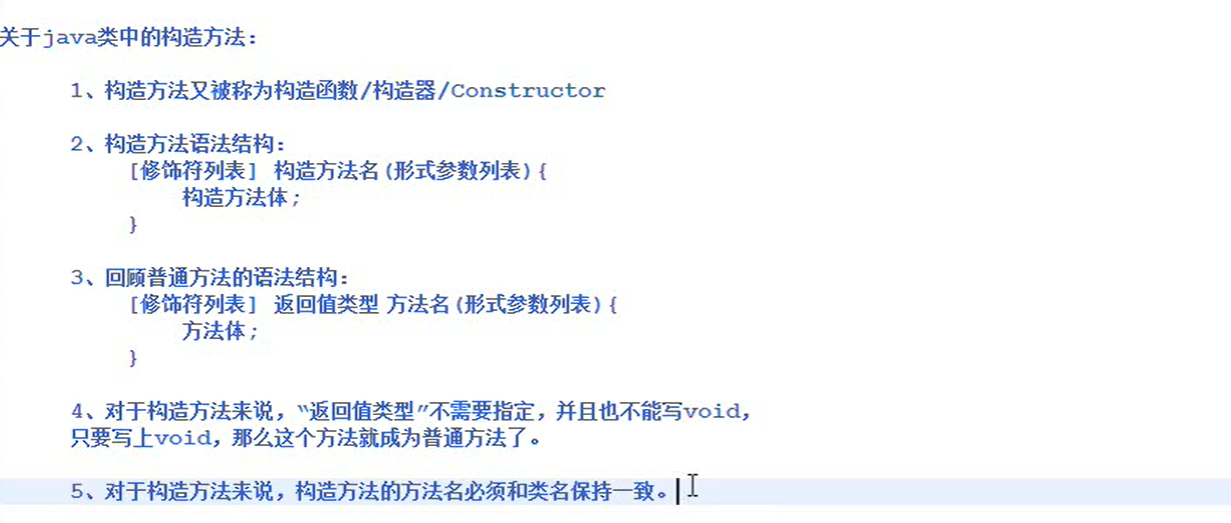 关于java类中的构造方法:
1、构造方法又被称为构造函数/构造器/Constructor
2、构造方法语法结构:
[修饰符列表] 构造方法名(形式参数列表){
构造方法体;
}
3、回顾普通方法的语法结构:
[修饰符列表] 返回值类型 方法名(形式参数列表){
方法体;
}
4、对于构造方法来说，“返回值类型”不需要指定，并且也不能写void，
只要写上void，那么这个方法就成为普通方法了。
5、对于构造方法来说，构造方法的方法名必须和类名保持一致。